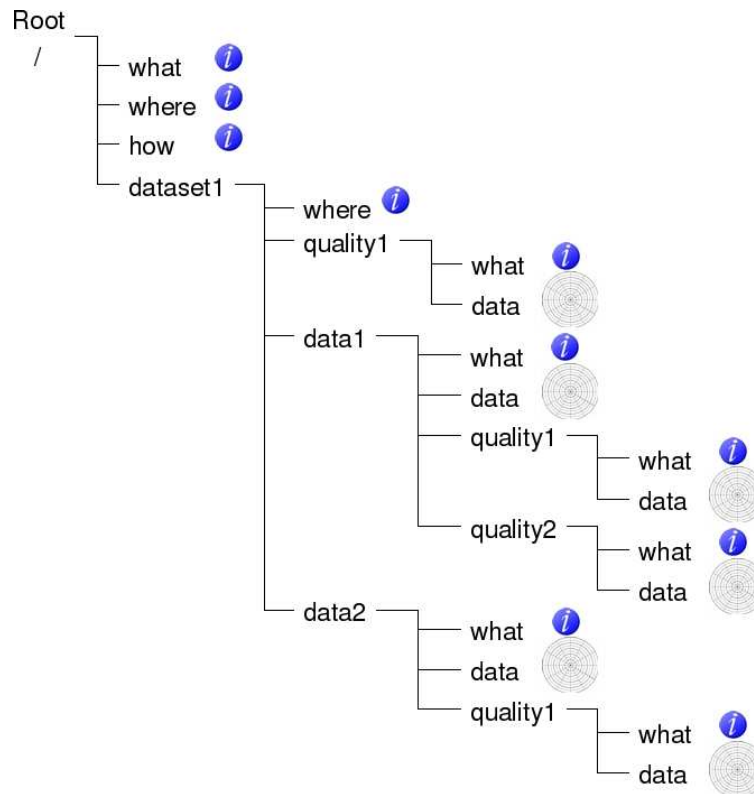 Root
/
what i
where i
how i
dataset1
where i
quality1
what i
data
data1
what i
data
quality1
what i
data
quality2
what i
data
data2
what i
data
quality1
what i
data